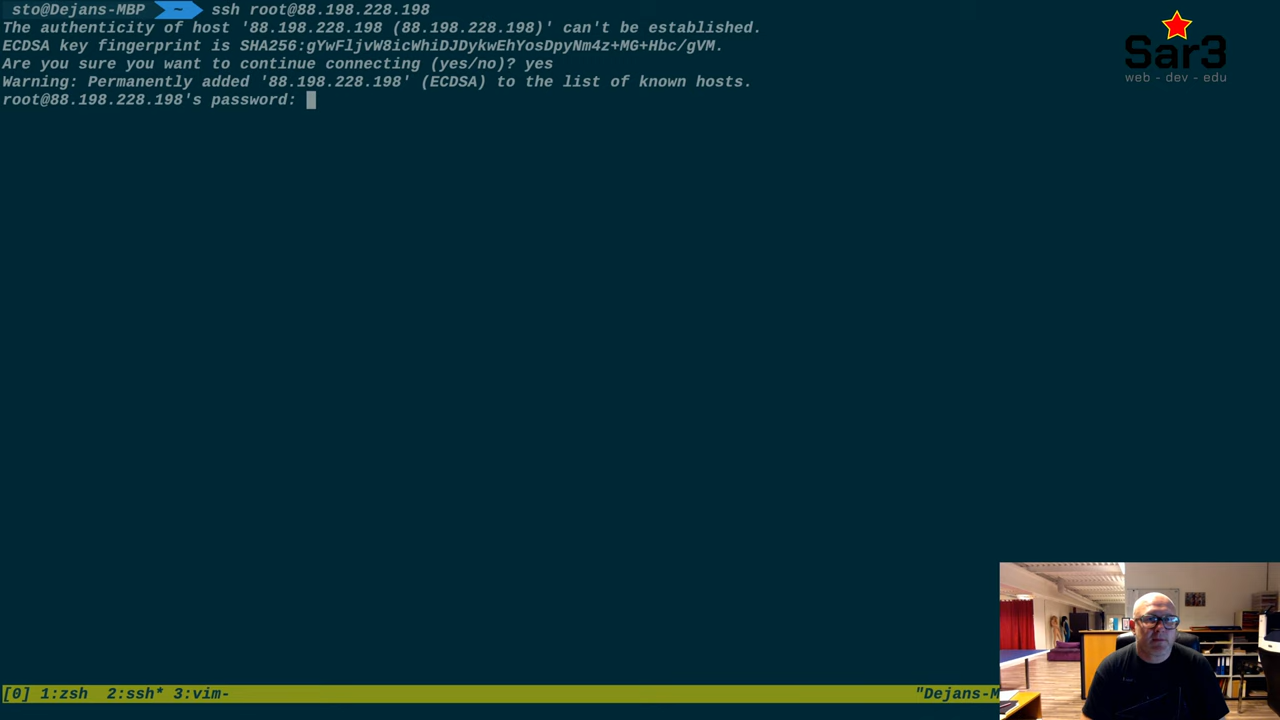 sto@Dejans-MBP ~ ssh root@88.198.228.198
The authenticity of host '88.198.228.198 (88.198.228.198)' can't be established.
ECDSA key fingerprint is SHA256:gYwFljvW8icWhiDJDykwEhYosDpyNm4z+MG+Hbc/gVM.
Are you sure you want to continue connecting (yes/no)? yes
Warning: Permanently added '88.198.228.198' (ECDSA) to the list of known hosts.
root@88.198.228.198's password:
Sar3
web - dev - edu
[0] 1:zsh  2:ssh* 3:vim-
"Dejans-M